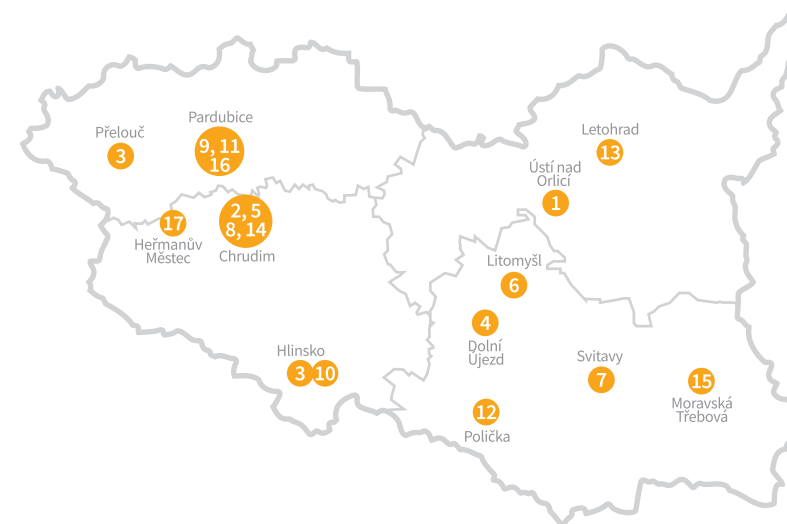 Pardubice
9, 11
16
Přelouč
3
Letohrad
13
Ústí nad
Orlicí
1
2, 5
8, 14
Chrudim
17
Heřmanův
Městec
Litomyšl
6
4
Dolní
Újezd
Hlinsko
3 10
Svitavy
7
15
Moravská
Třebová
12
Polička